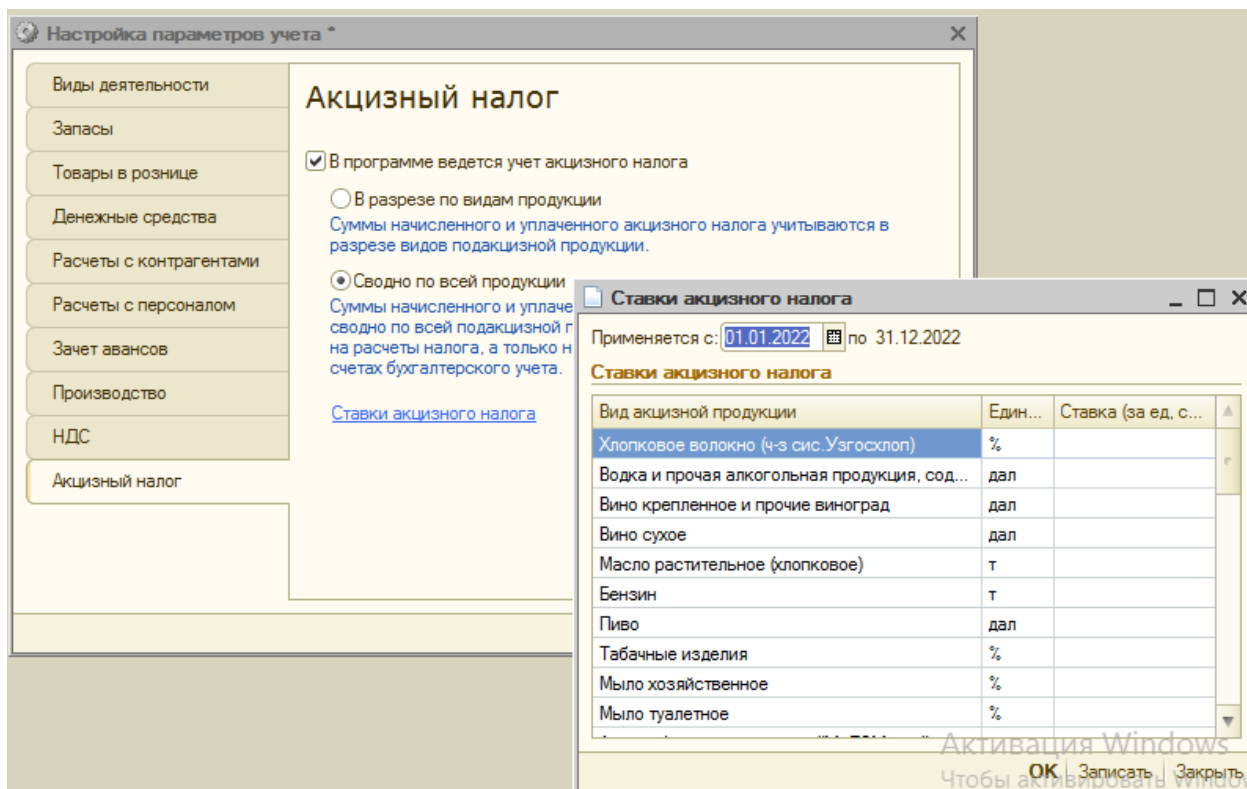 Настройка параметров учета *
Виды деятельности
Запасы
Товары в рознице
Денежные средства
Расчеты с контрагентами
Расчеты с персоналом
Зачет авансов
Производство
НДС
Акцизный налог
Акцизный налог
В программе ведется учет акцизного налога
В разрезе по видам продукции
Суммы начисленного и уплаченного акцизного налога учитываются в
разрезе видов подакцизной продукции.
Сводно по всей продукции
Суммы начисленного и уплаче
сводно по всей подакцизной п
на расчеты налога, а только н
счетах бухгалтерского учета.
Ставки акцизного налога
Ставки акцизного налога
Применяется с: 01.01.2022 по 31.12.2022
Ставки акцизного налога
Вид акцизной продукции Един... Ставка (за ед, с...
Хлопковое волокно (ч-з сис.Узгосхлоп) %
Водка и прочая алкогольная продукция, сод... дал
Вино крепленное и прочие виноград дал
Вино сухое дал
Масло растительное (хлопковое) т
Бензин т
Пиво дал
Табачные изделия %
Мыло хозяйственное %
Мыло туалетное %
Активация Windows
OK Записать Закрыть
Чтобы активировать Windo